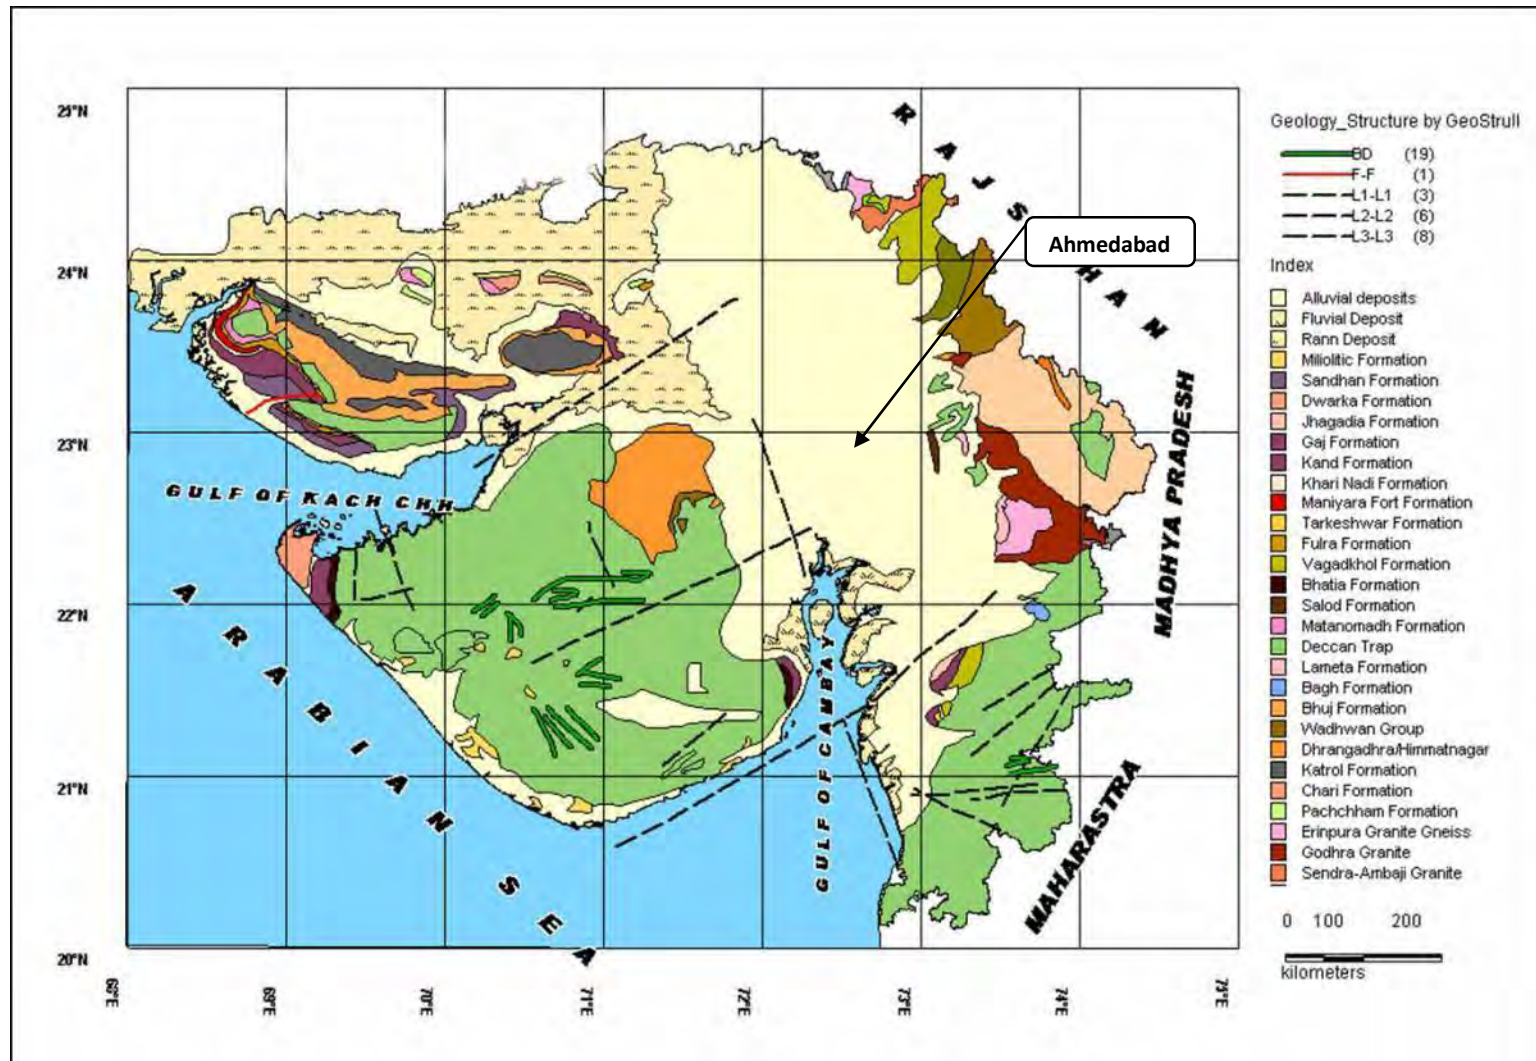 25°N
24°N
23°N
22°N
21°N
20°N
68°E
69°E
70°E
71°E
72°E
73°E
74°E
75°E
RAJSHAN
Ahmedabad
GULF OF KACHCHH
ARABIAN SEA
GULF OF CAMBAY
MADHYA PRADESH
MAHARASTRA
Geology_Structure by GeoStrull
BD (19)
F-F (1)
L1-L1 (3)
L2-L2 (6)
L3-L3 (8)
Index
Alluvial deposits
Fluvial Deposit
Rann Deposit
Miliolitic Formation
Sandhan Formation
Dwarka Formation
Jhagadia Formation
Gaj Formation
Kand Formation
Khari Nadi Formation
Maniyara Fort Formation
Tarkeshwar Formation
Fulra Formation
Vagadkhol Formation
Bhatia Formation
Salod Formation
Matanomadh Formation
Deccan Trap
Lameta Formation
Bagh Formation
Bhuj Formation
Wadhwan Group
Dhrangadhra/Himmatnagar
Katrol Formation
Chari Formation
Pachchham Formation
Erinpura Granite Gneiss
Godhra Granite
Sendra-Ambaji Granite
0 100 200
kilometers